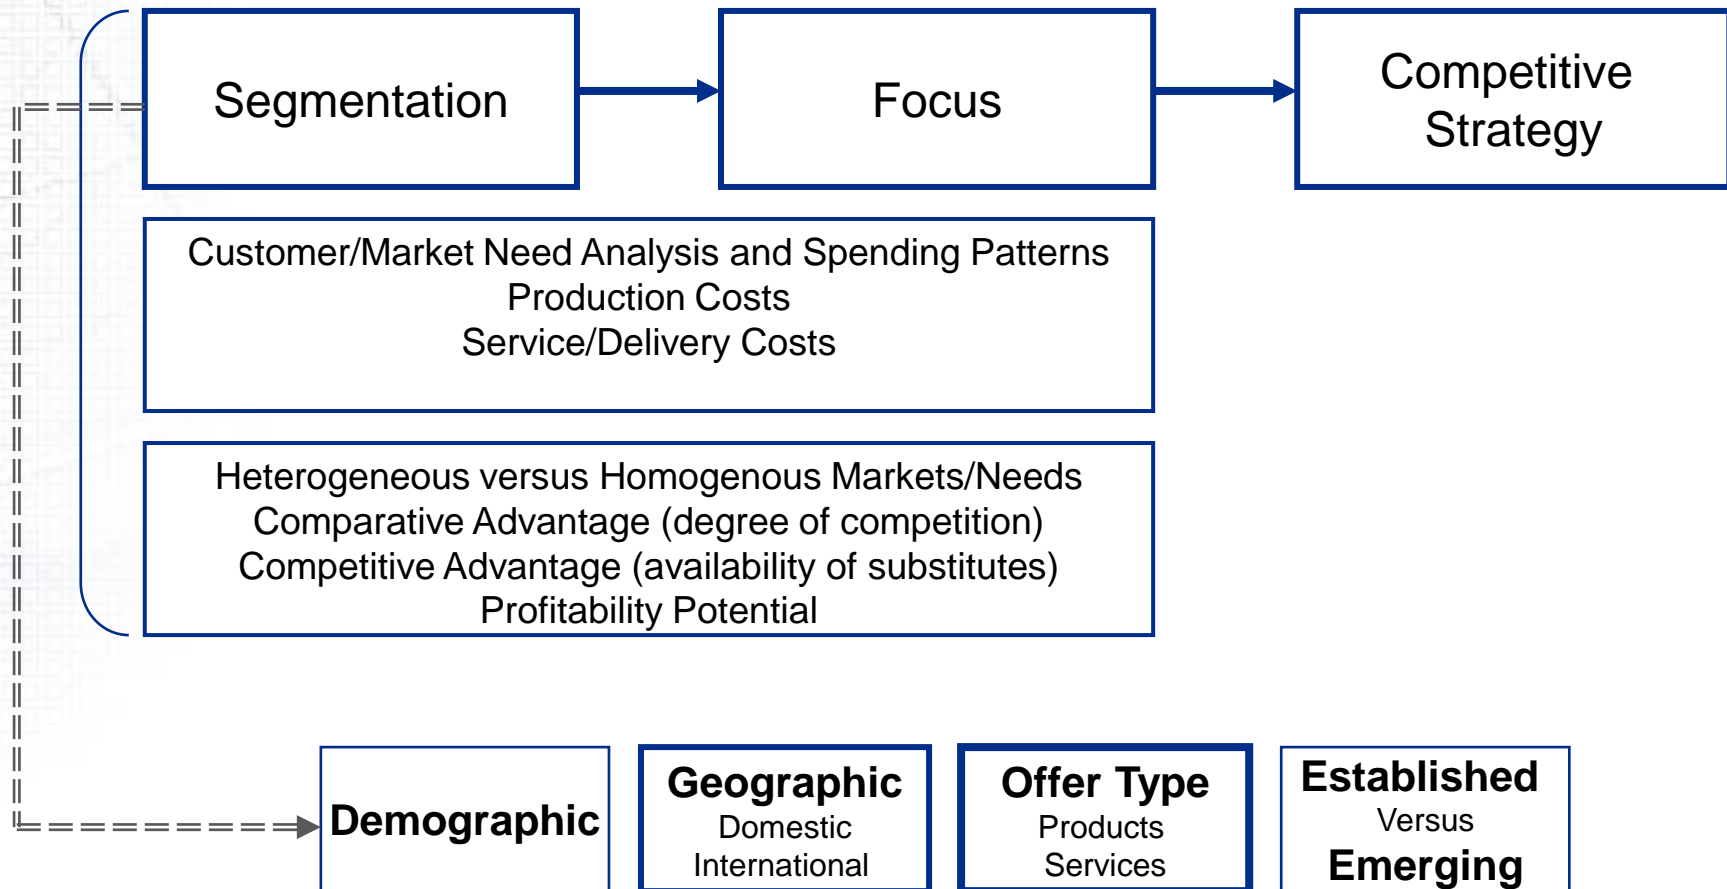 Segmentation
Focus
Competitive
Strategy
Customer/Market Need Analysis and Spending Patterns
Production Costs
Service/Delivery Costs
Heterogeneous versus Homogenous Markets/Needs
Comparative Advantage (degree of competition)
Competitive Advantage (availability of substitutes)
Profitability Potential
Demographic
Geographic
Domestic
International
Offer Type
Products
Services
Established
Versus
Emerging